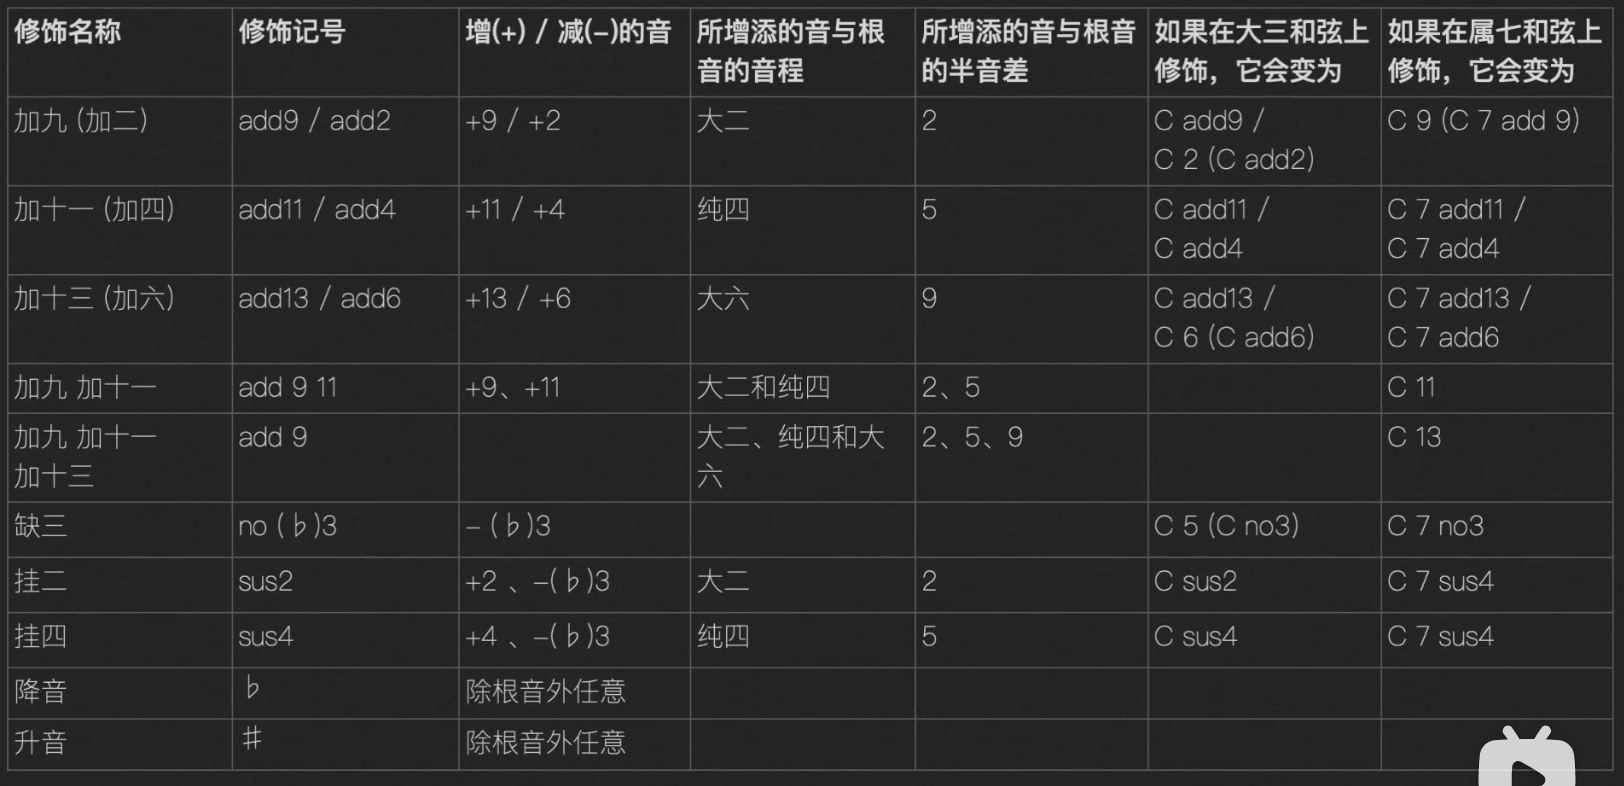 修饰名称 修饰记号 增(+) / 减(-)的音 所增添的音与根 所增添的音与根音 如果在大三和弦上 如果在属七和弦上
音的音程 的半音差 修饰，它会变为 修饰，它会变为
加九 (加二) add9 / add2 +9 / +2 大二 2 C add9 / C 9 (C 7 add 9)
C 2 (C add2)
加十一 (加四) add11 / add4 +11 / +4 纯四 5 C add11 / C 7 add11 /
C add4 C 7 add4
加十三 (加六) add13 / add6 +13 / +6 大六 9 C add13 / C 7 add13 /
C 6 (C add6) C 7 add6
加九 加十一 add 9 11 +9、+11 大二和纯四 2、5 C 11
加九 加十一 add 9 大二、纯四和大 2、5、9 C 13
加十三 六
缺三 no (♭)3 - (♭)3 C 5 (C no3) C 7 no3
挂二 sus2 +2 、-(♭)3 大二 2 C sus2 C 7 sus4
挂四 sus4 +4 、-(♭)3 纯四 5 C sus4 C 7 sus4
降音 ♭ 除根音外任意
升音 ♯ 除根音外任意